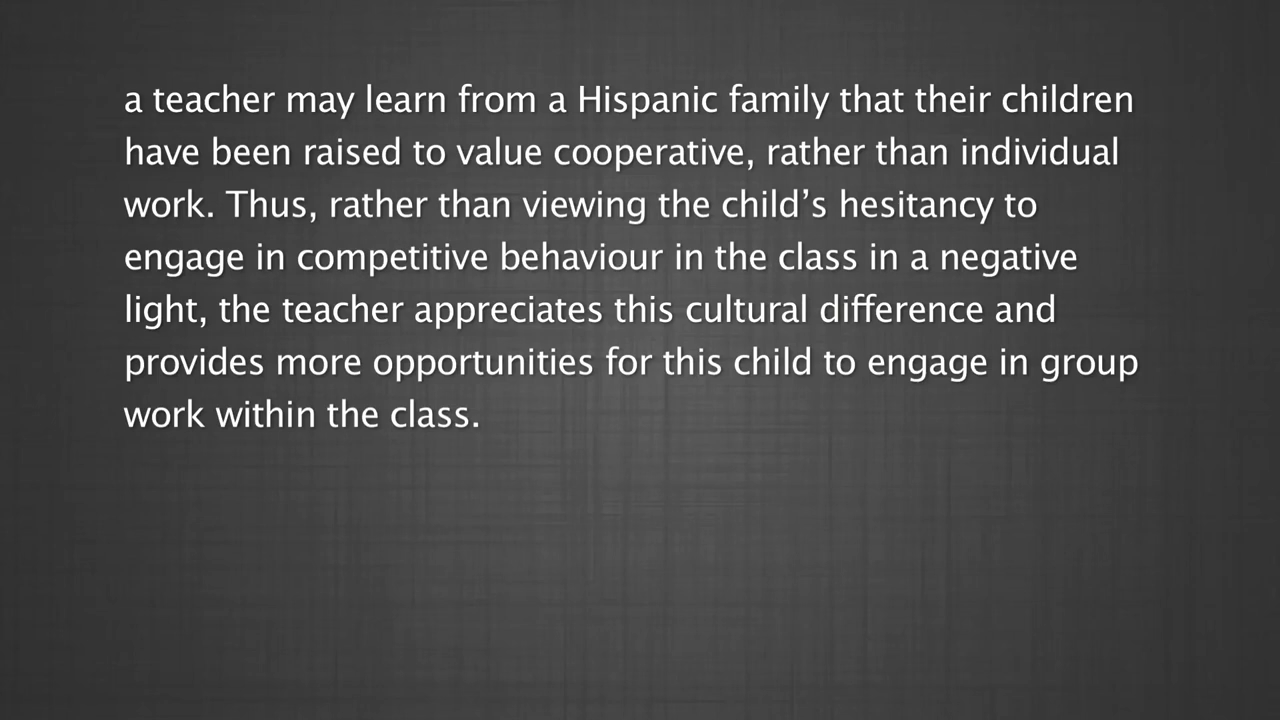 a teacher may learn from a Hispanic family that their children
have been raised to value cooperative, rather than individual
work. Thus, rather than viewing the child’s hesitancy to
engage in competitive behaviour in the class in a negative
light, the teacher appreciates this cultural difference and
provides more opportunities for this child to engage in group
work within the class.